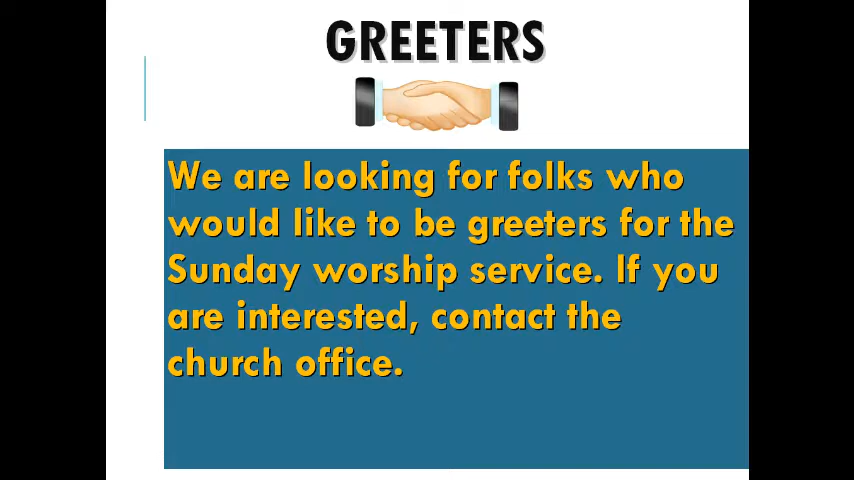 GREETERS
We are looking for folks who
would like to be greeters for the
Sunday worship service. If you
are interested, contact the
church office.